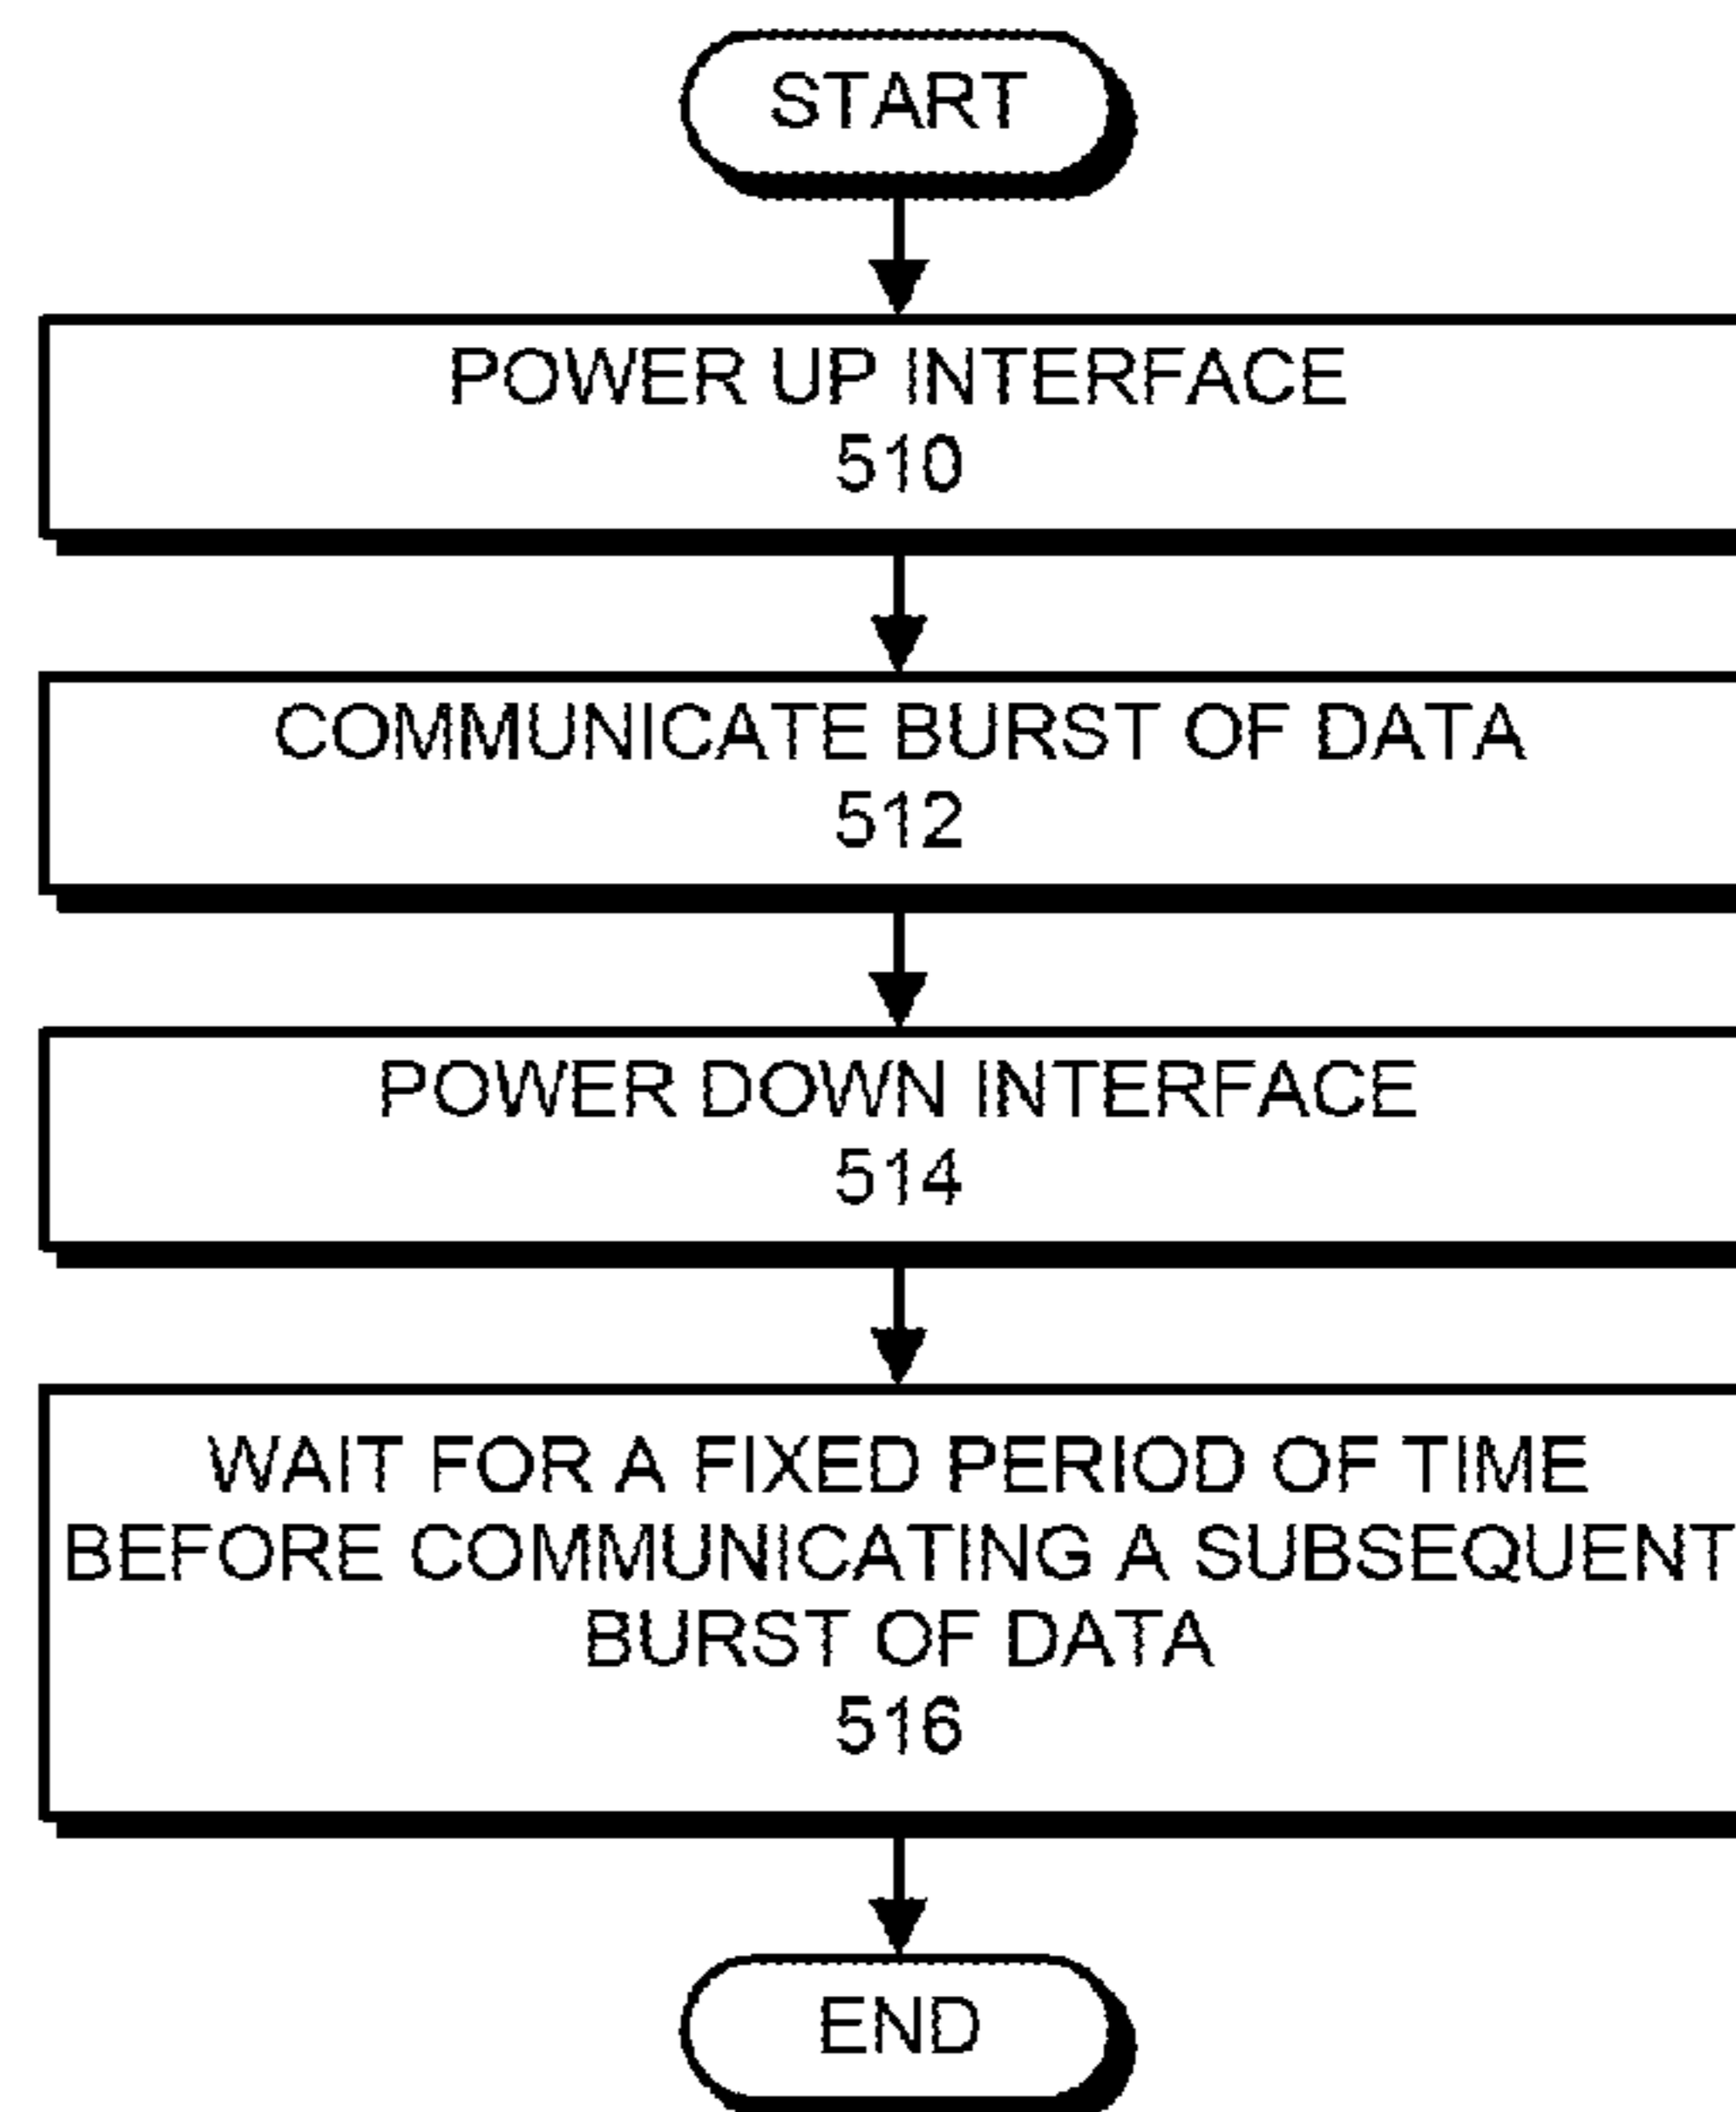 START
POWER UP INTERFACE
510
COMMUNICATE BURST OF DATA
512
POWER DOWN INTERFACE
514
WAIT FOR A FIXED PERIOD OF TIME
BEFORE COMMUNICATING A SUBSEQUENT
BURST OF DATA
516
END